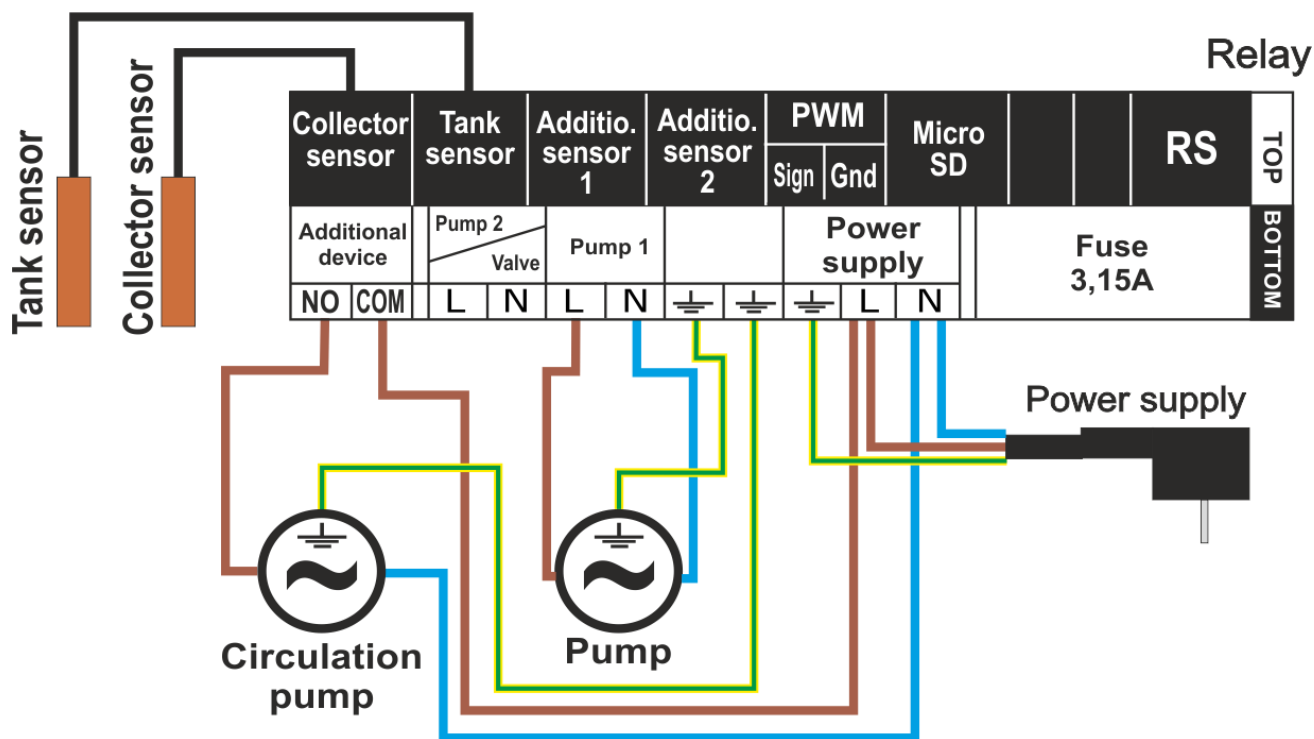 Relay
Tank sensor
Collector sensor
Collector
sensor
Tank
sensor
Additio.
sensor
1
Additio.
sensor
2
PWM
Sign
Gnd
Micro
SD
RS
TOP
Additional
device
Pump 2
Valve
Pump 1
Power
supply
Fuse
3,15A
BOTTOM
NO
COM
L
N
L
N
L
N
Power supply
Circulation
pump
Pump